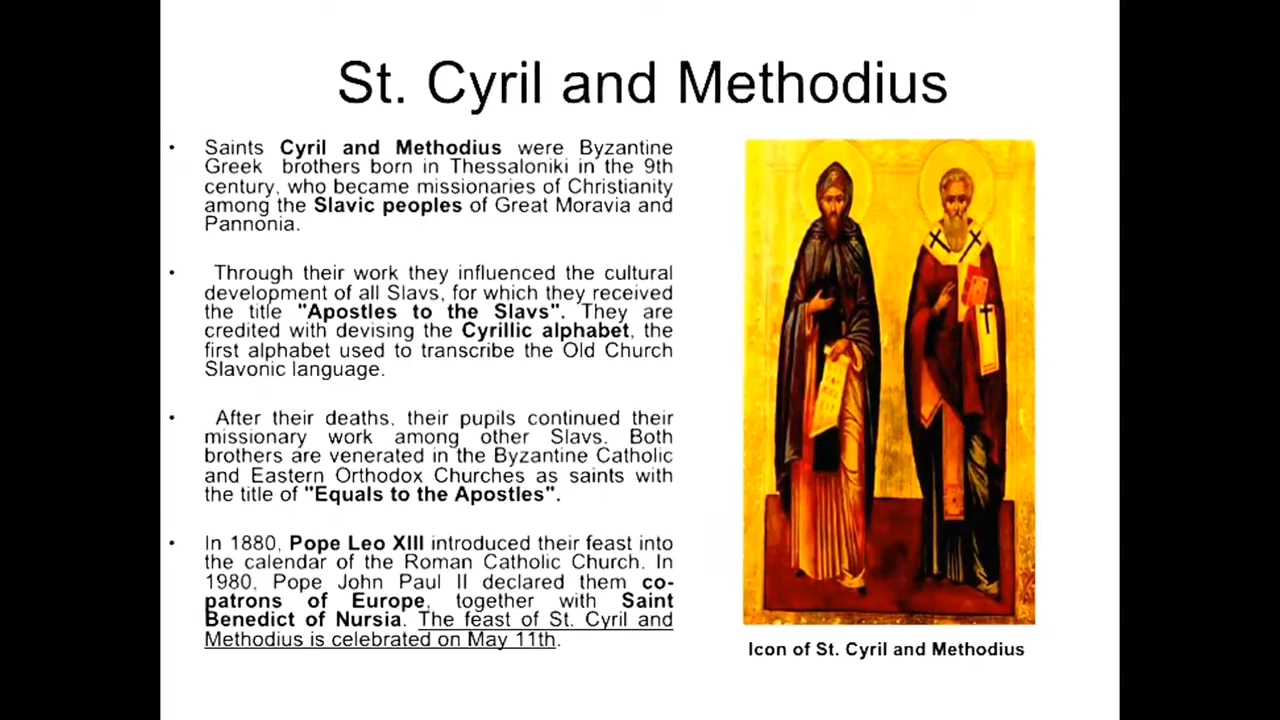 St. Cyril and Methodius
• Saints Cyril and Methodius were Byzantine
Greek brothers born in Thessaloniki in the 9th
century, who became missionaries of Christianity
among the Slavic peoples of Great Moravia and
Pannonia.
• Through their work they influenced the cultural
development of all Slavs, for which they received
the title "Apostles to the Slavs". They are
credited with devising the Cyrillic alphabet, the
first alphabet used to transcribe the Old Church
Slavonic language.
• After their deaths, their pupils continued their
missionary work among other Slavs. Both
brothers are venerated in the Byzantine Catholic
and Eastern Orthodox Churches as saints with
the title of "Equals to the Apostles".
• In 1880, Pope Leo XIII introduced their feast into
the calendar of the Roman Catholic Church. In
1980, Pope John Paul II declared them co-
patrons of Europe, together with Saint
Benedict of Nursia. The feast of St. Cyril and
Methodius is celebrated on May 11th.
Icon of St. Cyril and Methodius